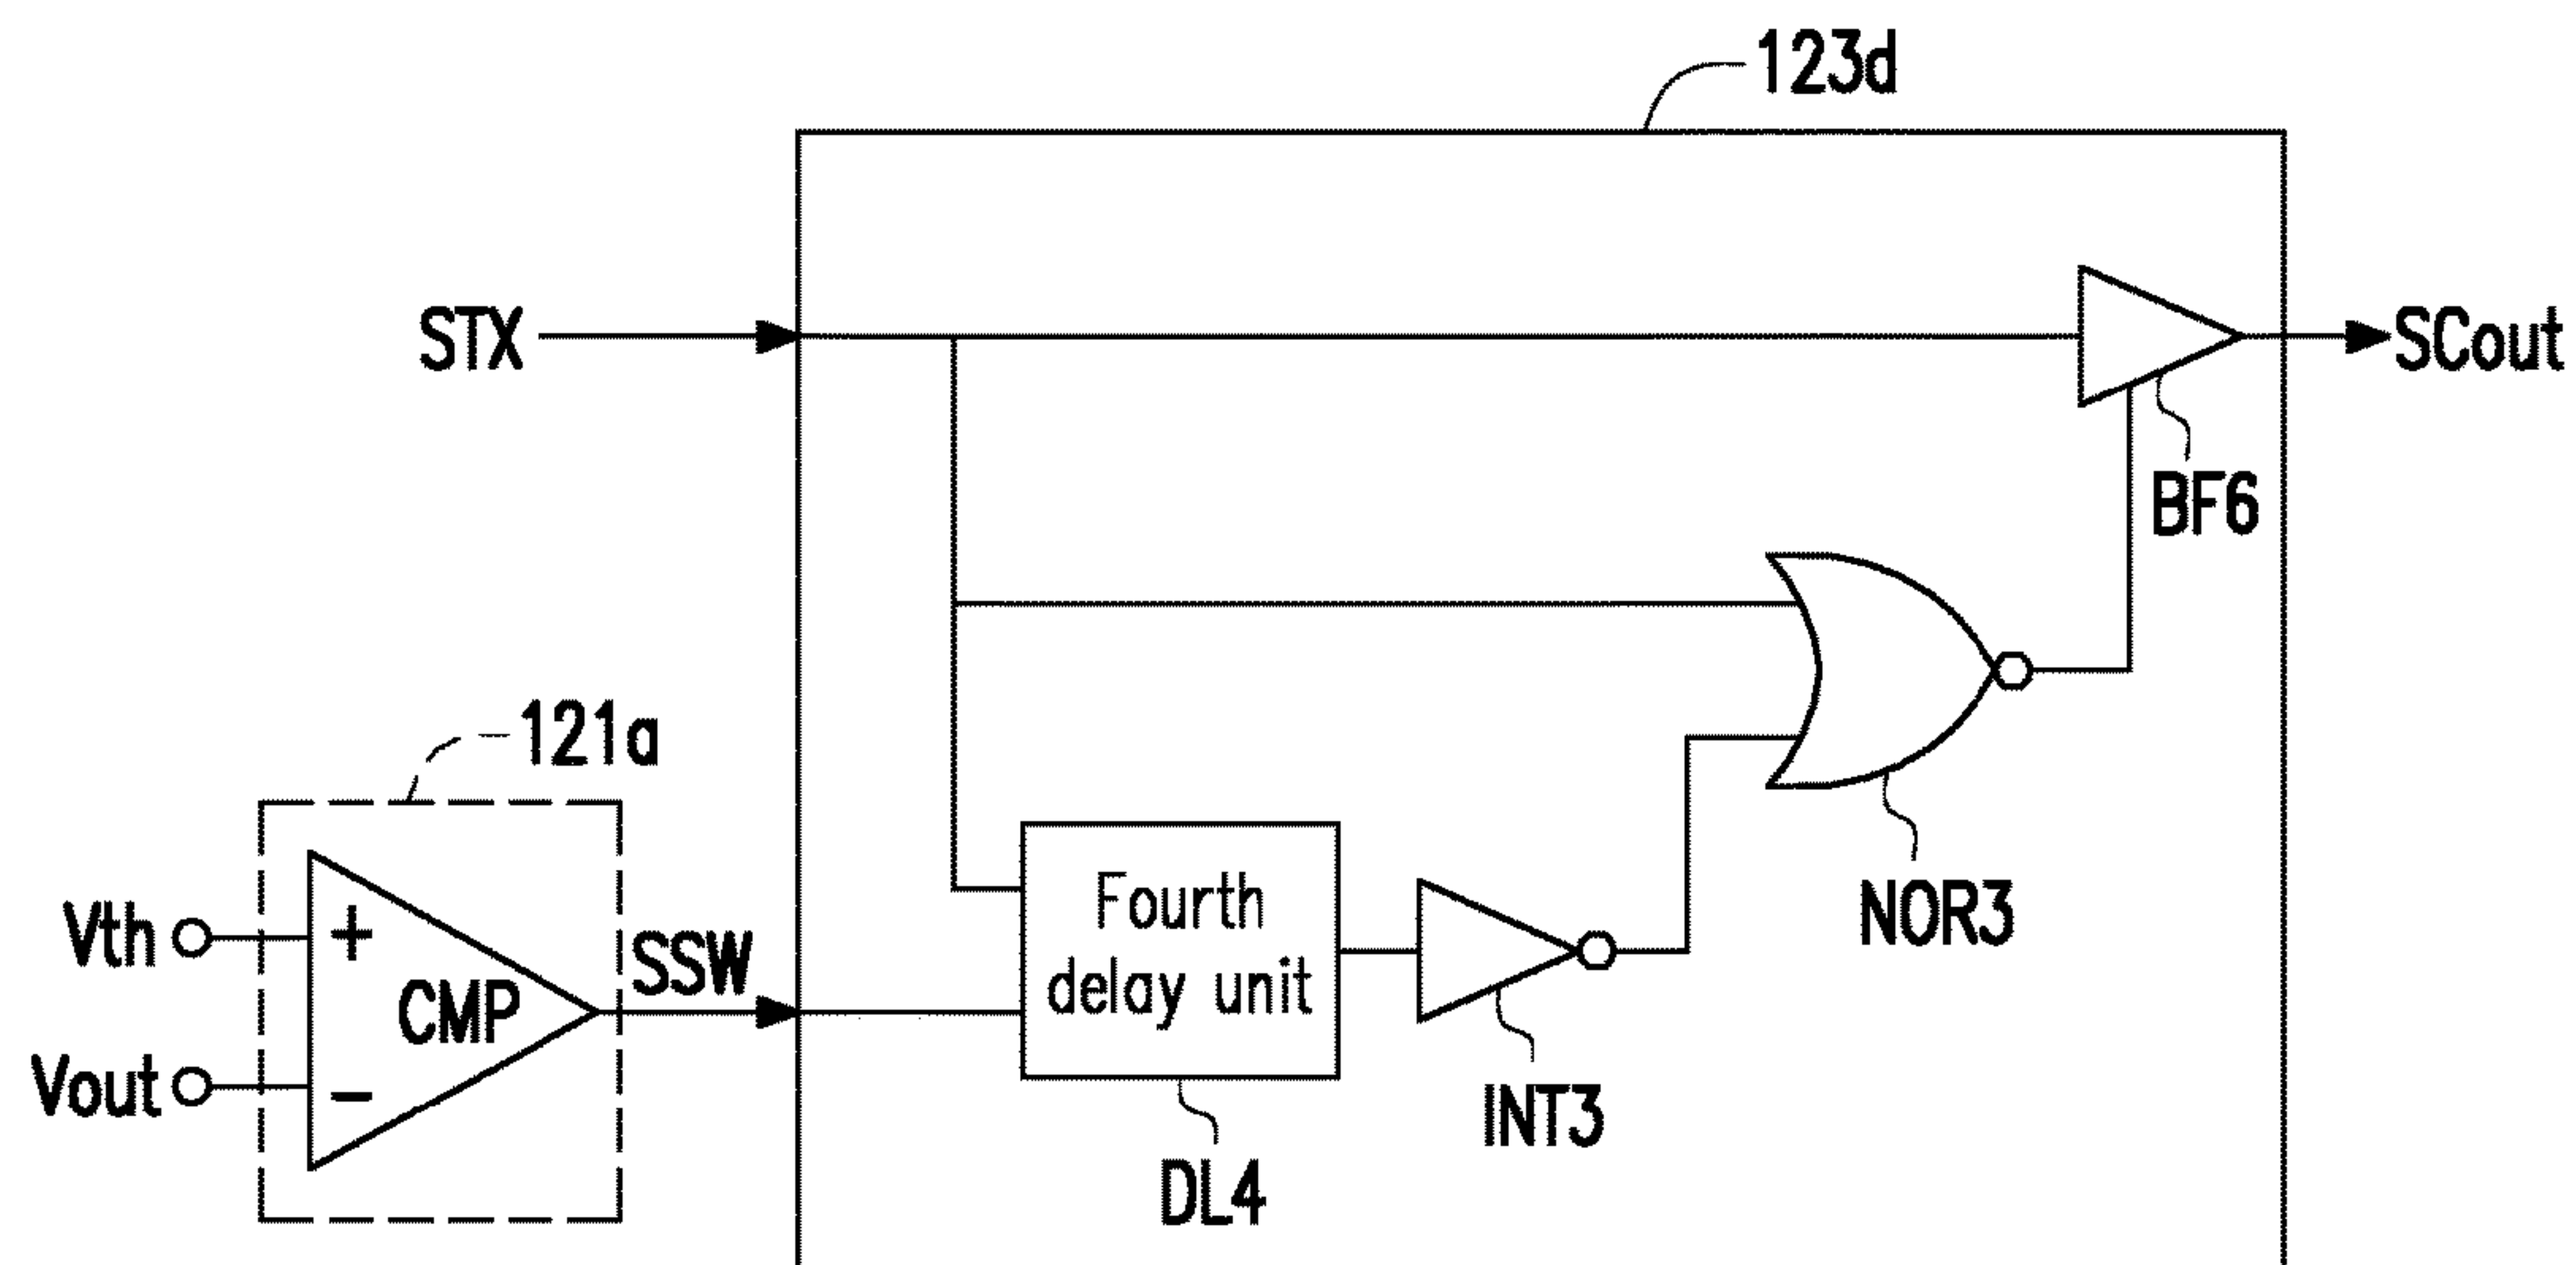 123d
STX
SCout
BF6
121a
NOR3
Vth
+
CMP
SSW
Vout
−
Fourth
delay unit
INT3
DL4